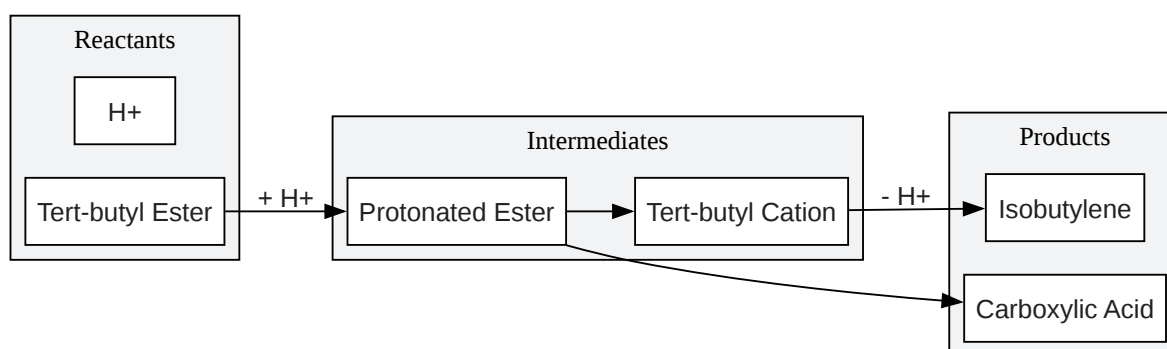 Reactants
H+
Tert-butyl Ester
+ H+
Intermediates
Protonated Ester
Tert-butyl Cation
- H+
Products
Isobutylene
Carboxylic Acid